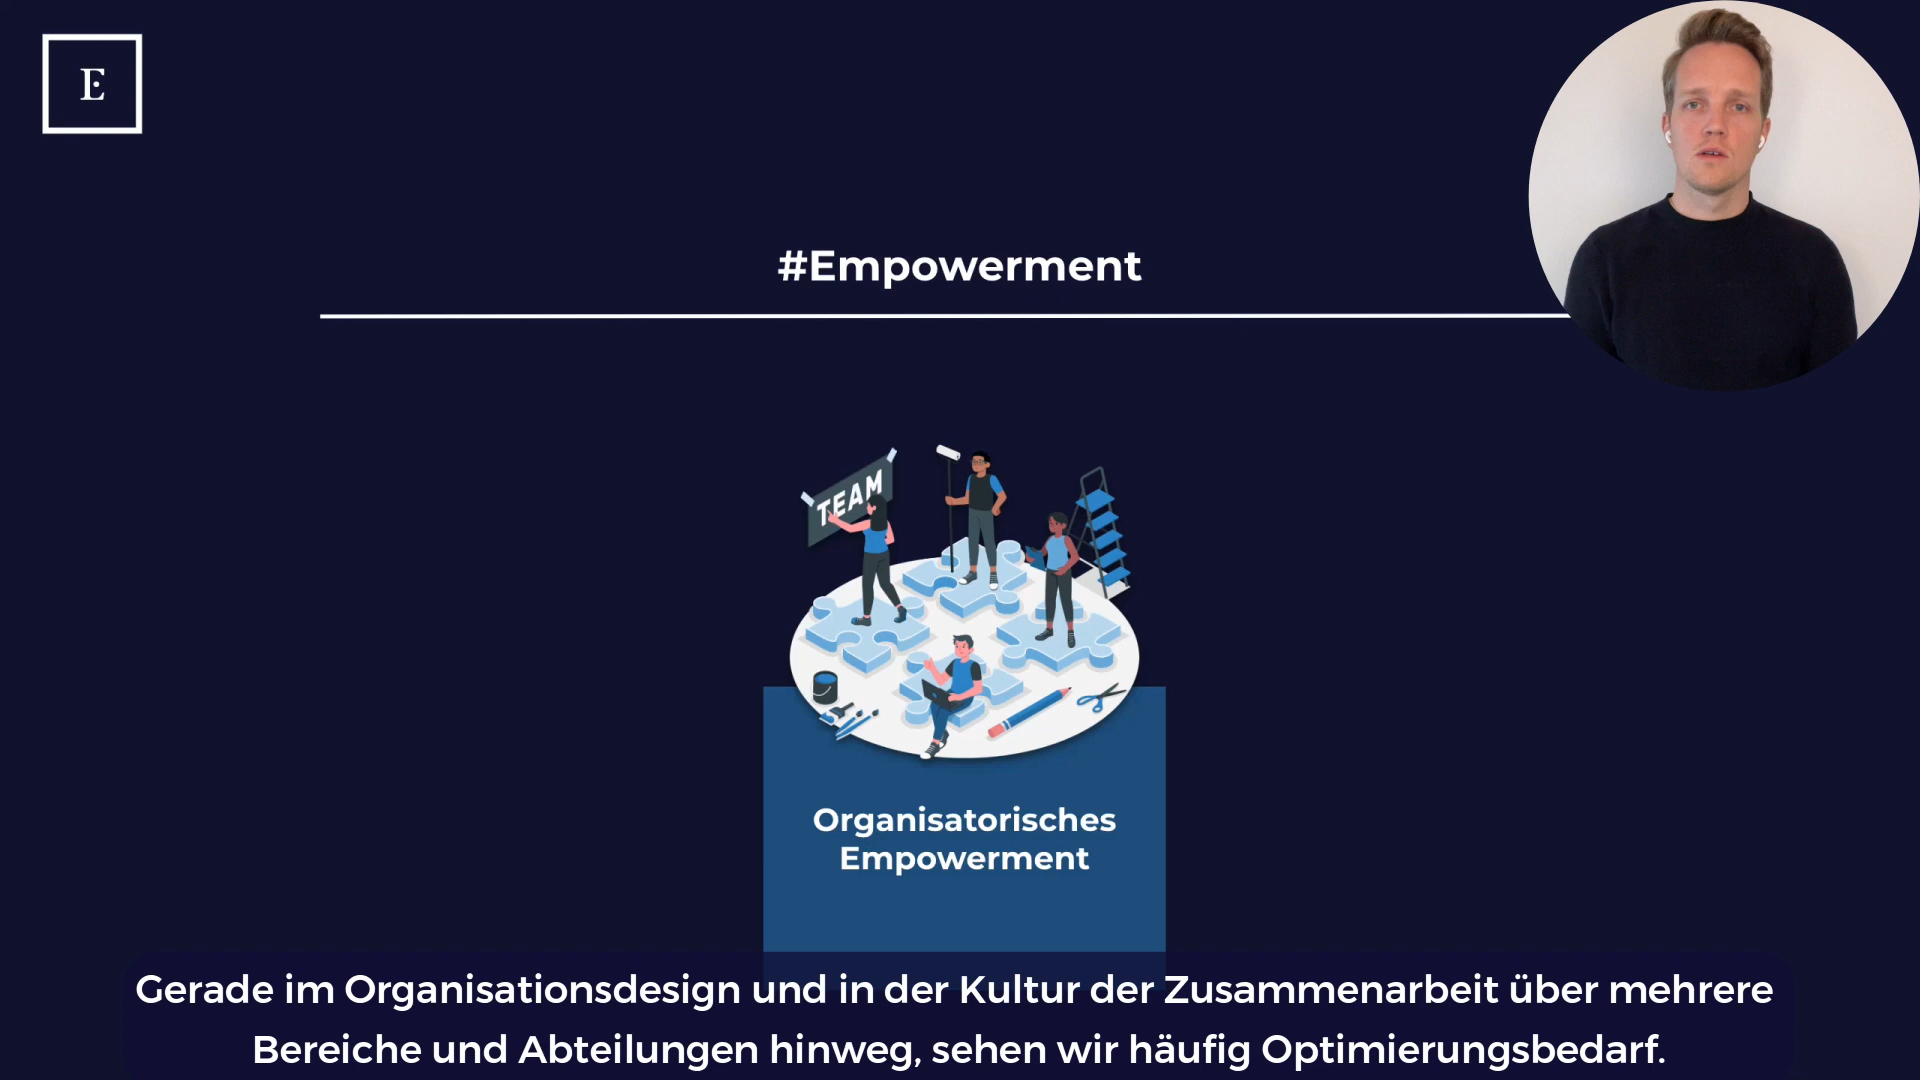 E
#Empowerment
TEAM
Organisatorisches
Empowerment
Gerade im Organisationsdesign und in der Kultur der Zusammenarbeit über mehrere
Bereiche und Abteilungen hinweg, sehen wir häufig Optimierungsbedarf.